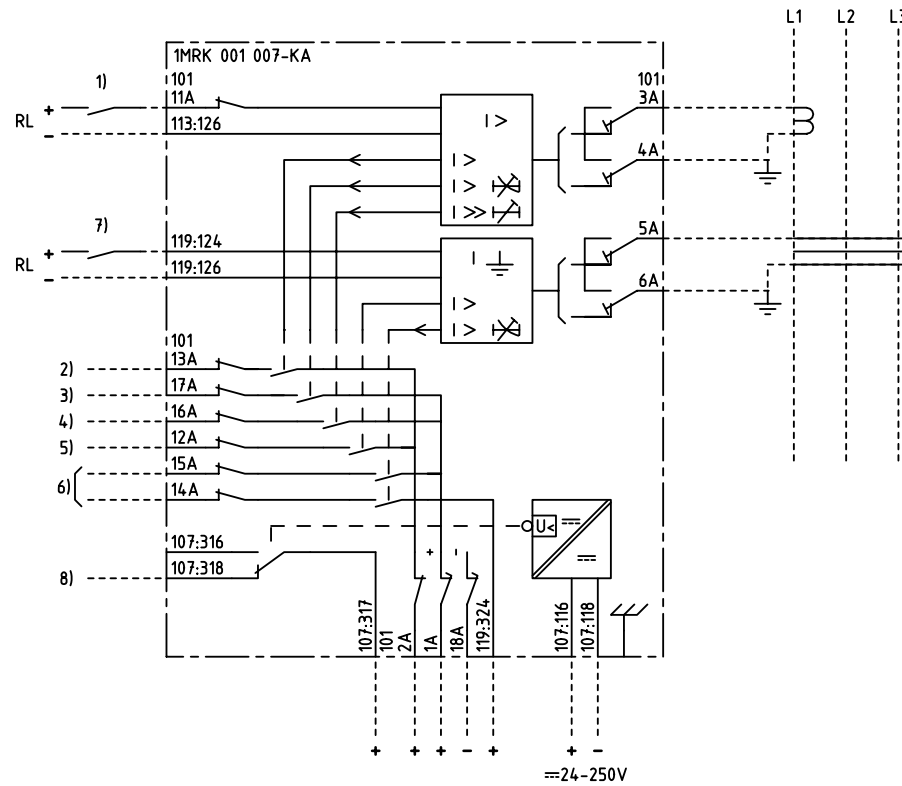 L1 L2 L3
1MRK 001 007-KA
1) 101 101
11A 3A
RL + -
113:126
I>
I> 4A
I>
I>>
7) 119:124 5A
RL + -
119:126
I
6A
I>
I>
101
2) 13A
3) 17A
4) 16A
5) 12A
15A
6) 14A
107:316 + - U<
8) 107:318
107:317 101 2A 1A 18A 119:324 107:116 107:118
+ + + - + + -
24-250V